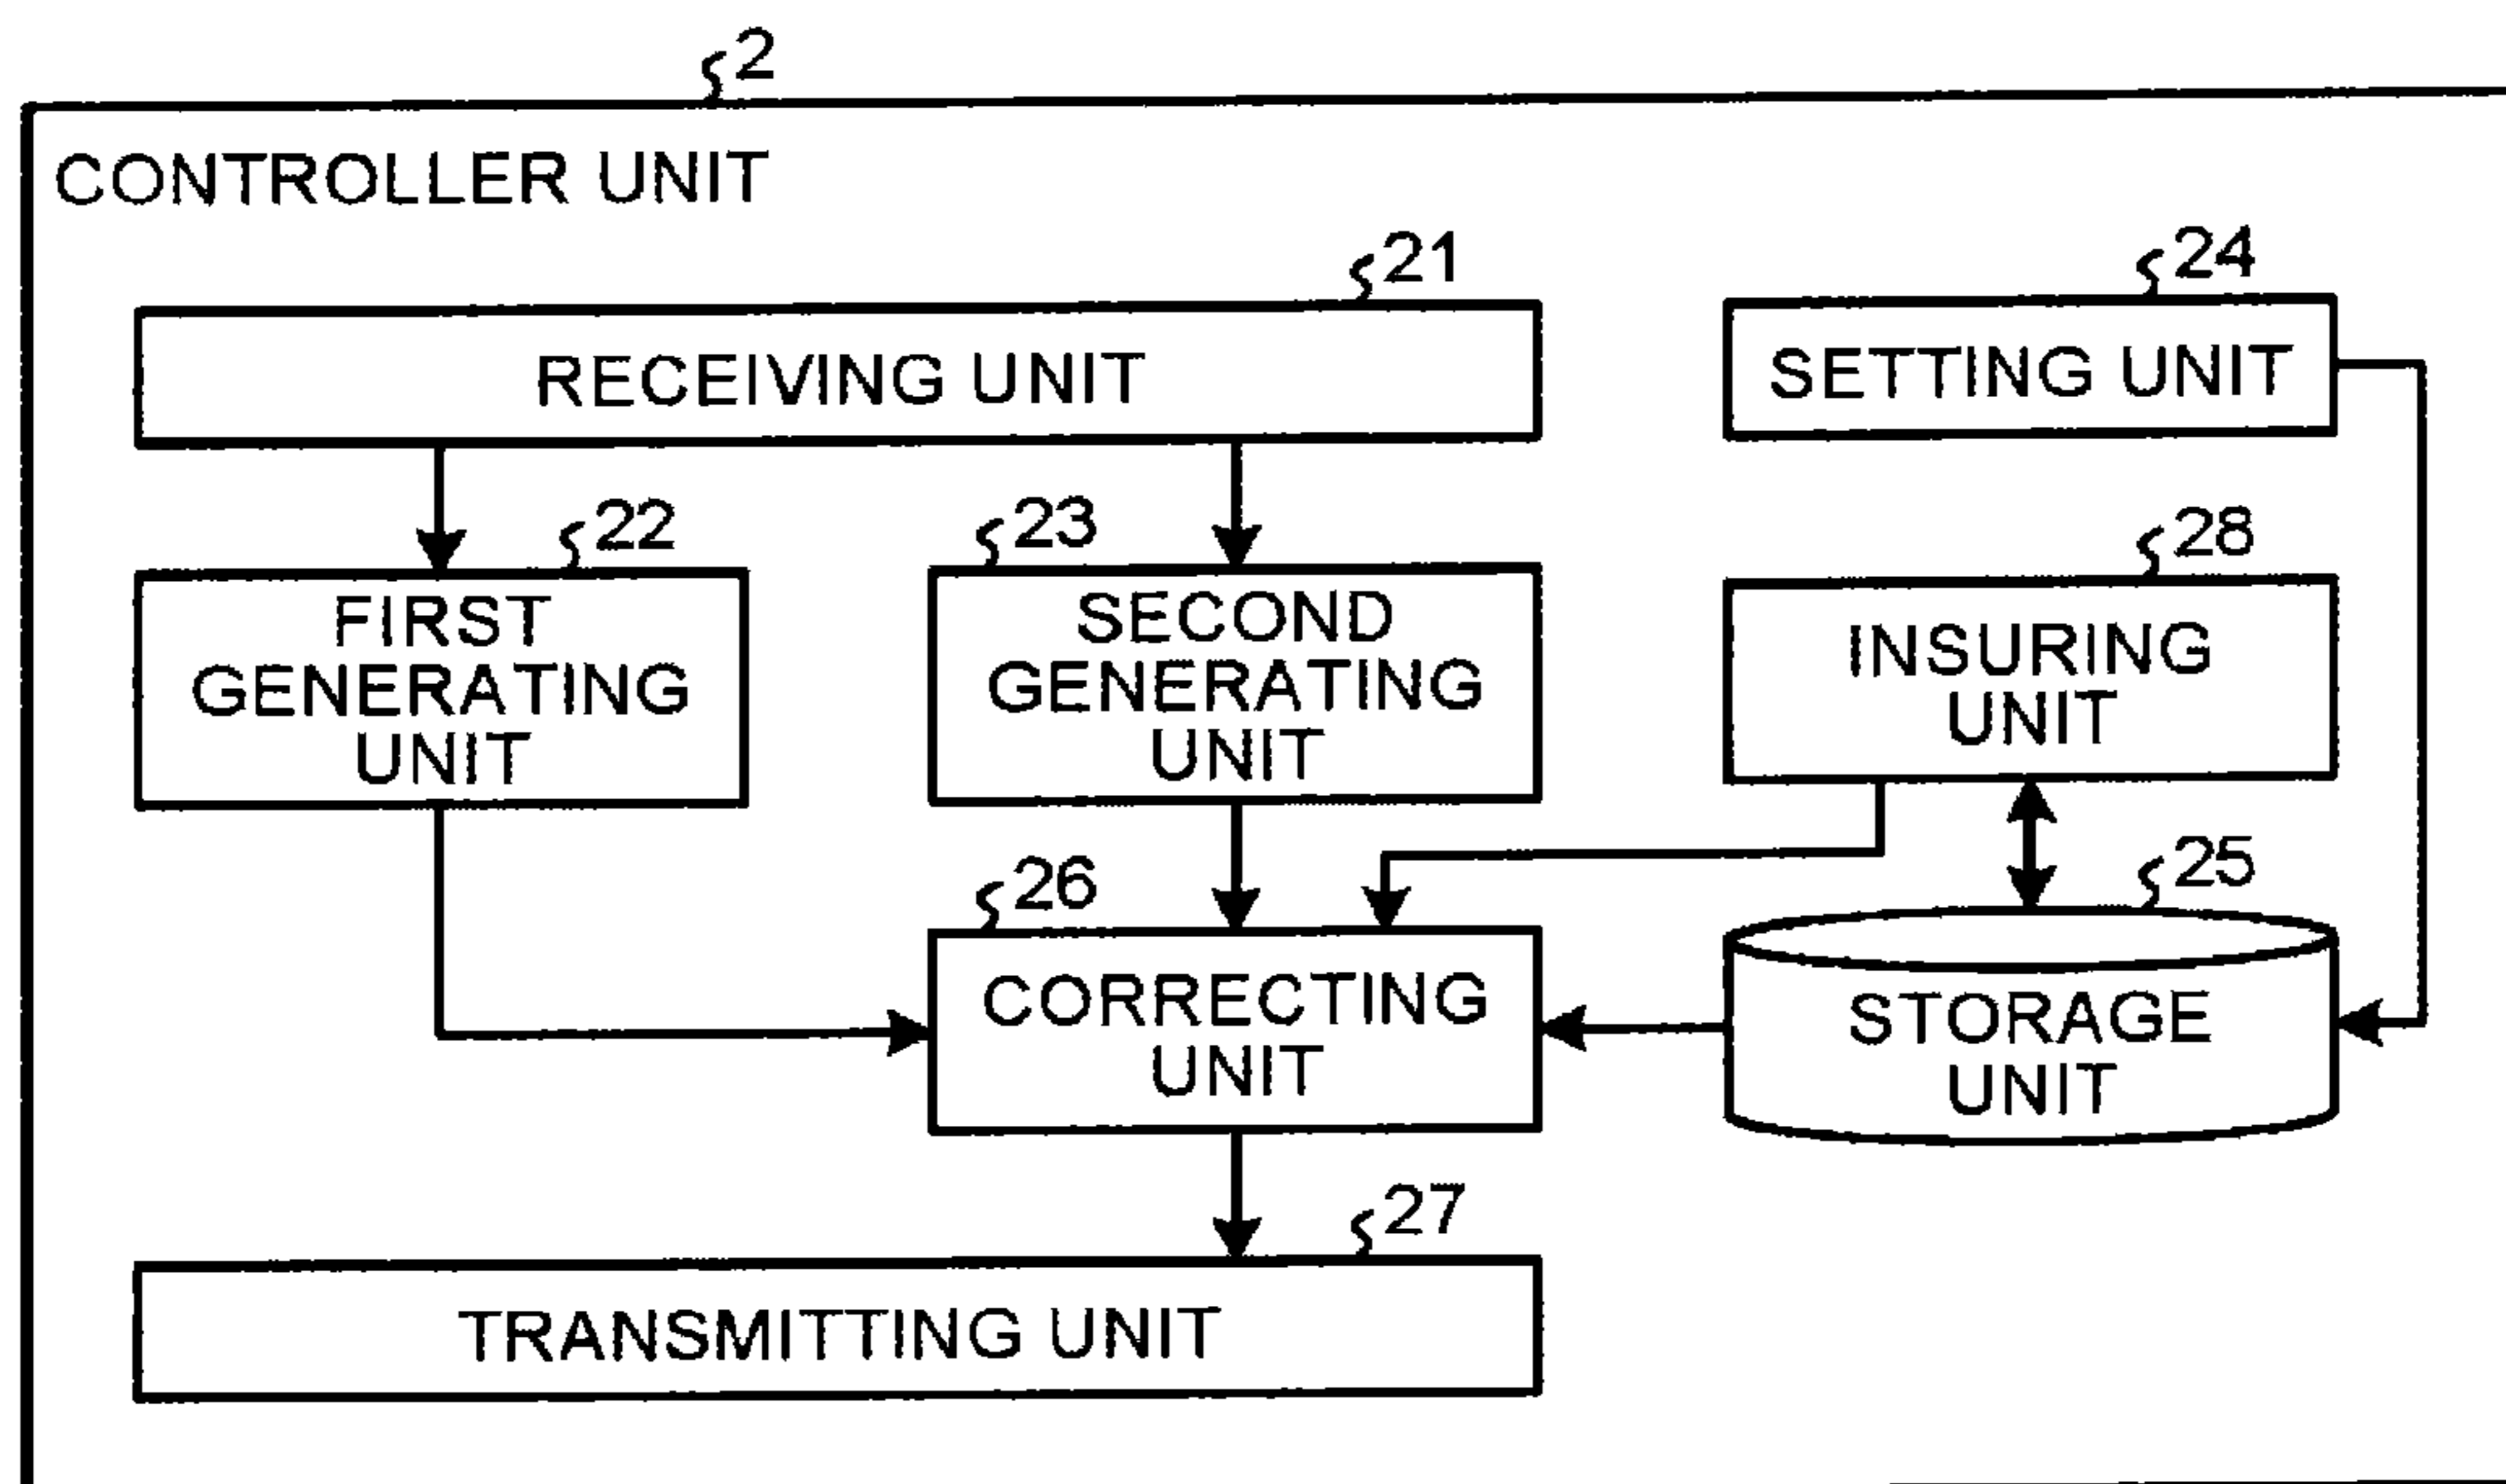 2
CONTROLLER UNIT
21
RECEIVING UNIT
24
SETTING UNIT
22
FIRST
GENERATING
UNIT
23
SECOND
GENERATING
UNIT
28
INSURING
UNIT
26
CORRECTING
UNIT
25
STORAGE
UNIT
27
TRANSMITTING UNIT